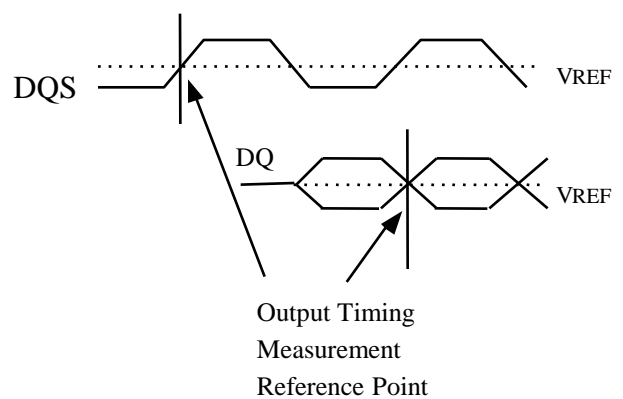 DQS
VREF
DQ
VREF
Output Timing
Measurement
Reference Point